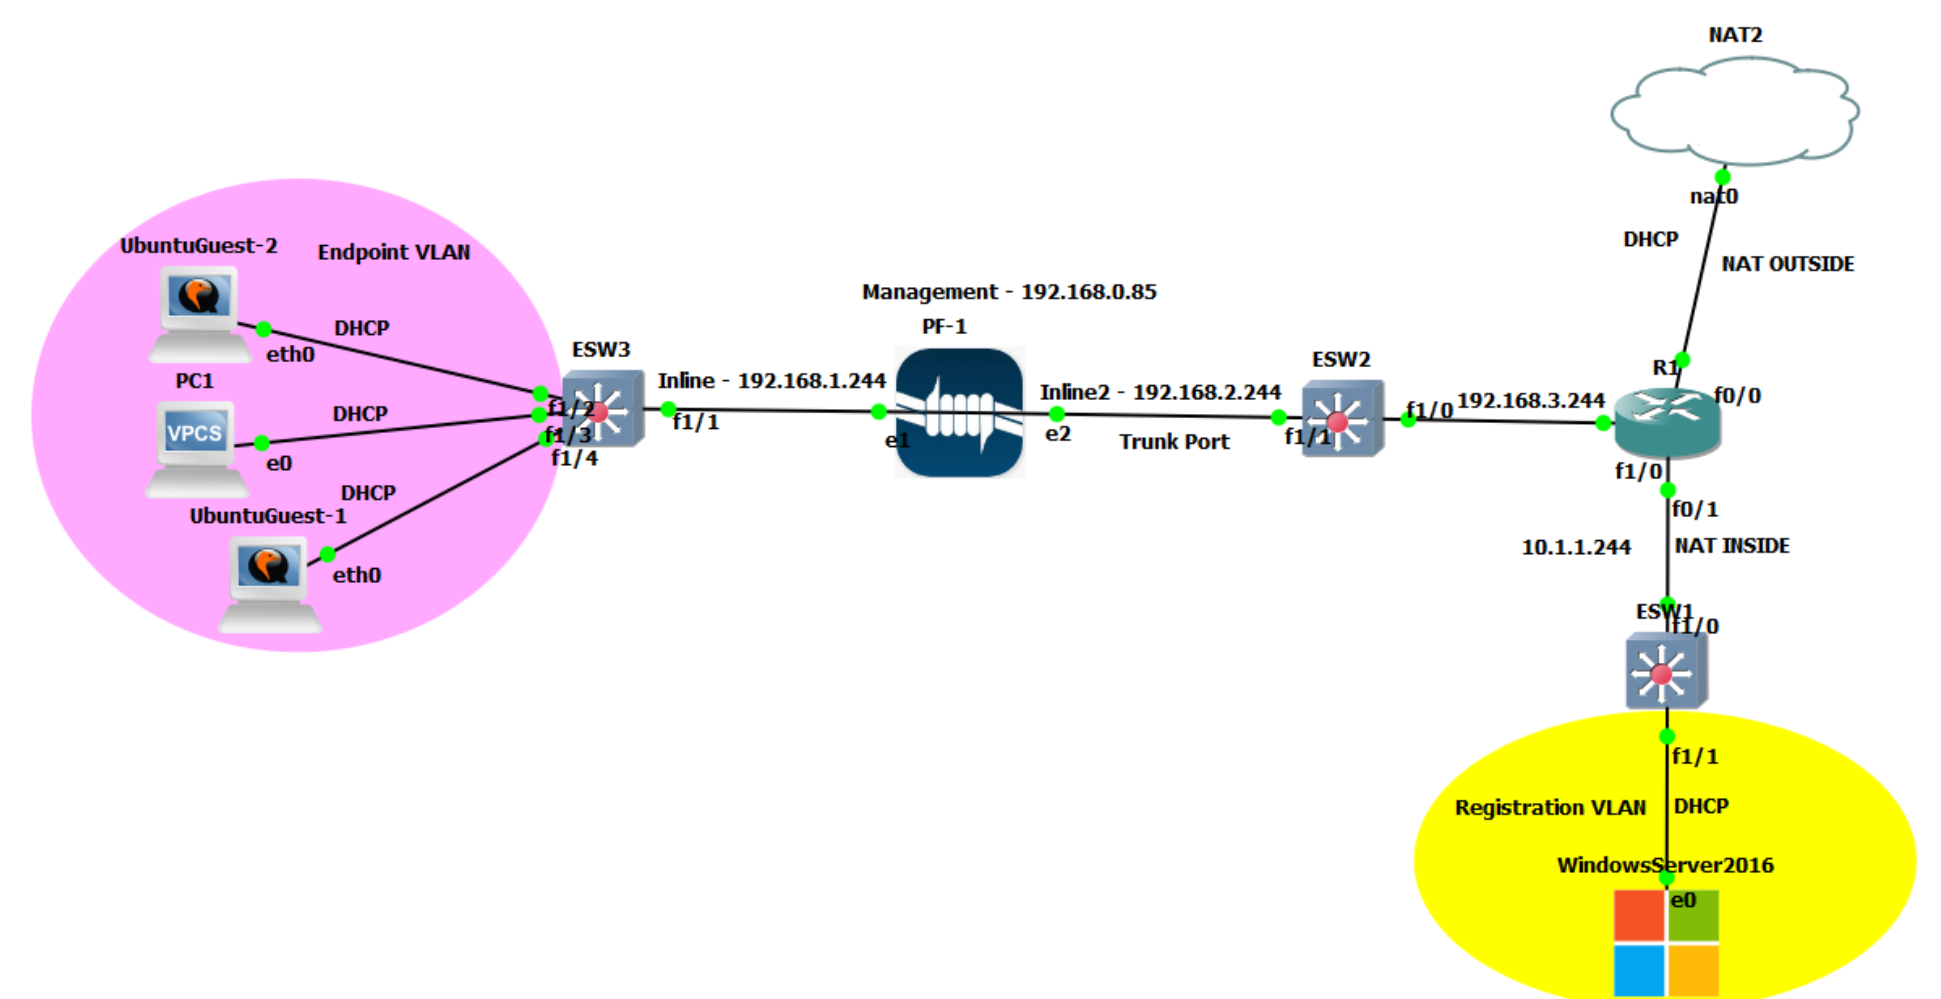 NAT2
nat0
DHCP
NAT OUTSIDE
UbuntuGuest-2
Endpoint VLAN
DHCP
eth0
PC1
VPCS
DHCP
e0
DHCP
UbuntuGuest-1
eth0
ESW3
f1/2
f1/3
f1/4
Inline - 192.168.1.244
f1/1
Management - 192.168.0.85
PF-1
e1
Inline2 - 192.168.2.244
e2
Trunk Port
ESW2
f1/1
f1/0
192.168.3.244
R1
f0/0
f1/0
f0/1
10.1.1.244
NAT INSIDE
ESW1
f1/0
f1/1
Registration VLAN
DHCP
WindowsServer2016
e0